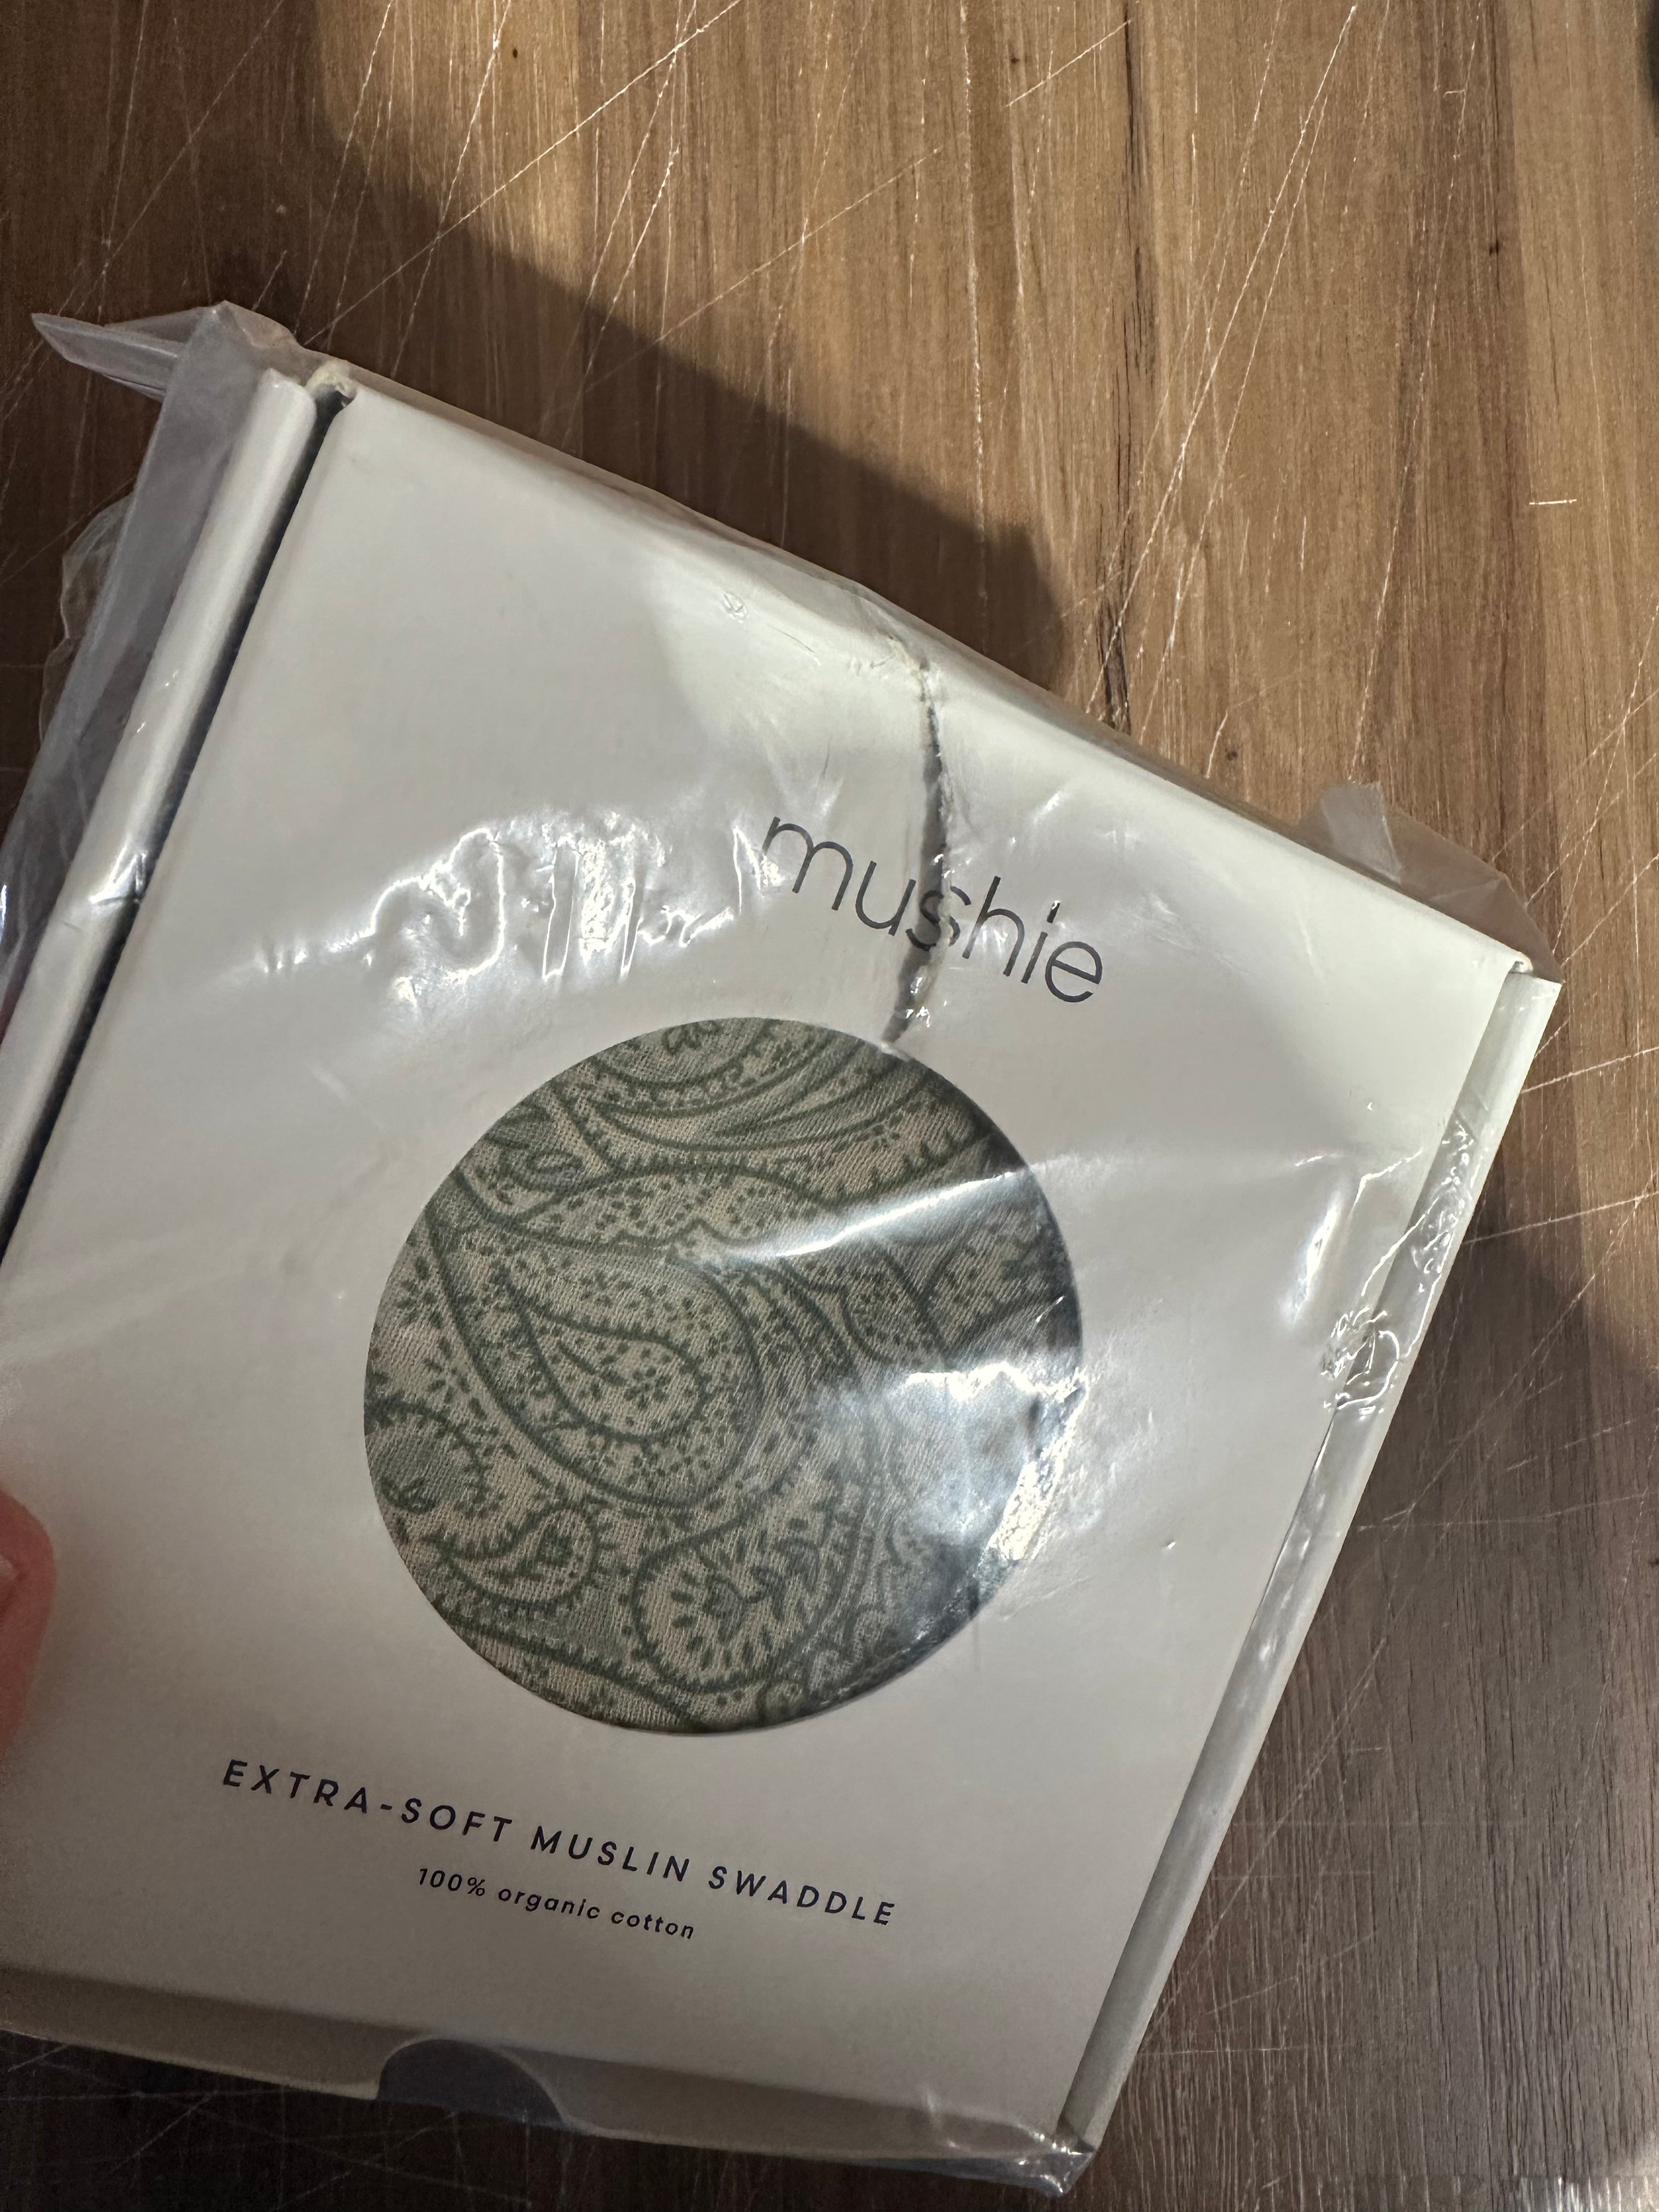 mushie
EXTRA-SOFT MUSLIN SWADDLE
100% organic cotton